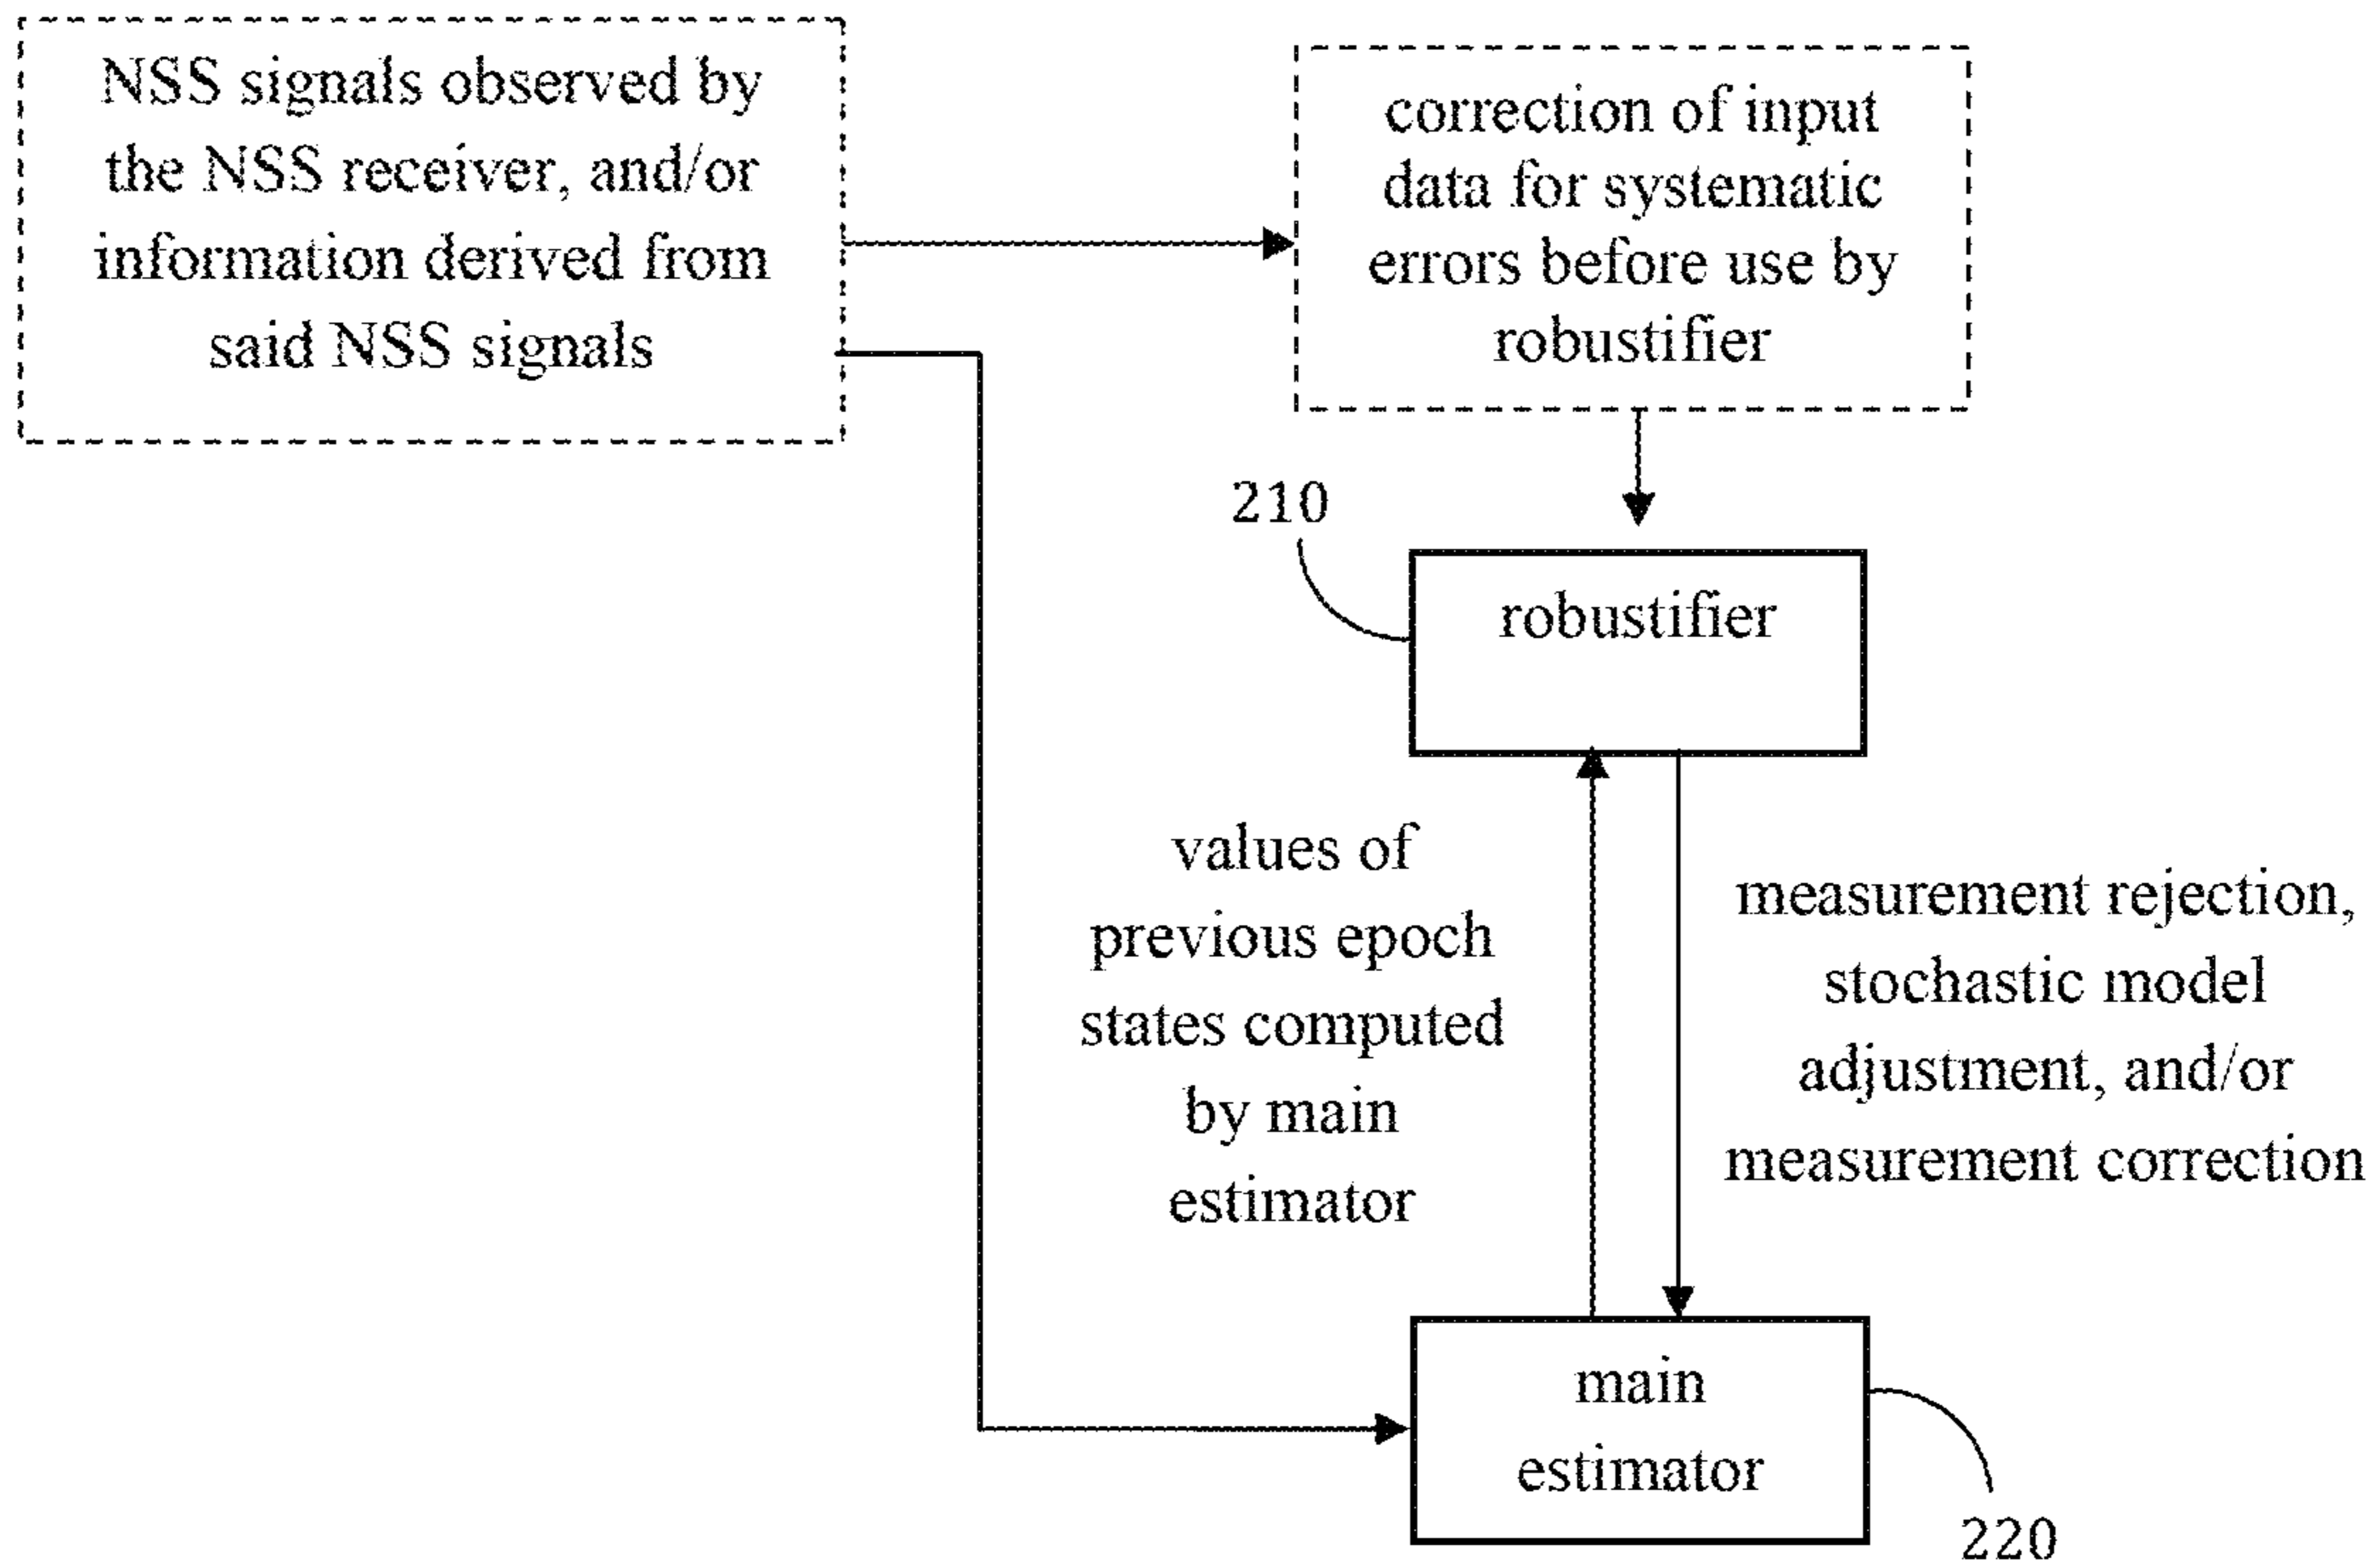 NSS signals observed by
the NSS receiver, and/or
information derived from
said NSS signals
correction of input
data for systematic
errors before use by
robustifier
210
robustifier
values of
previous epoch
states computed
by main
estimator
measurement rejection,
stochastic model
adjustment, and/or
measurement correction
main
estimator
220